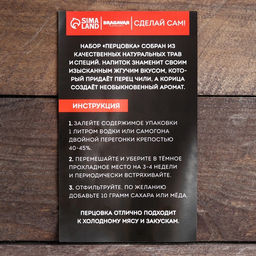 SIMA LAND BRAGAVAR СДЕЛАЙ САМ!
НАБОР «ПЕРЦОВКА» СОБРАН ИЗ
КАЧЕСТВЕННЫХ НАТУРАЛЬНЫХ ТРАВ
И СПЕЦИЙ. НАПИТОК ЗНАМЕНИТ СВОИМ
ИЗЫСКАННЫМ ЖГУЧИМ ВКУСОМ, КОТО-
РЫЙ ПРИДАЁТ ПЕРЕЦ ЧИЛИ, А КОРИЦА
СОЗДАЁТ НЕОБЫКНОВЕННЫЙ АРОМАТ.
ИНСТРУКЦИЯ
1. ЗАЛЕЙТЕ СОДЕРЖИМОЕ УПАКОВКИ
1 ЛИТРОМ ВОДКИ ИЛИ САМОГОНА
ДВОЙНОЙ ПЕРЕГОНКИ КРЕПОСТЬЮ
40-45%.
2. ПЕРЕМЕШАЙТЕ И УБЕРИТЕ В ТЁМНОЕ
ПРОХЛАДНОЕ МЕСТО НА 3-4 НЕДЕЛИ
И ПЕРИОДИЧЕСКИ ВСТРЯХИВАЙТЕ.
3. ОТФИЛЬТРУЙТЕ, ПО ЖЕЛАНИЮ
ДОБАВЬТЕ 10 ГРАММ САХАРА ИЛИ МЁДА.
ПЕРЦОВКА ОТЛИЧНО ПОДХОДИТ
К ХОЛОДНОМУ МЯСУ И ЗАКУСКАМ.